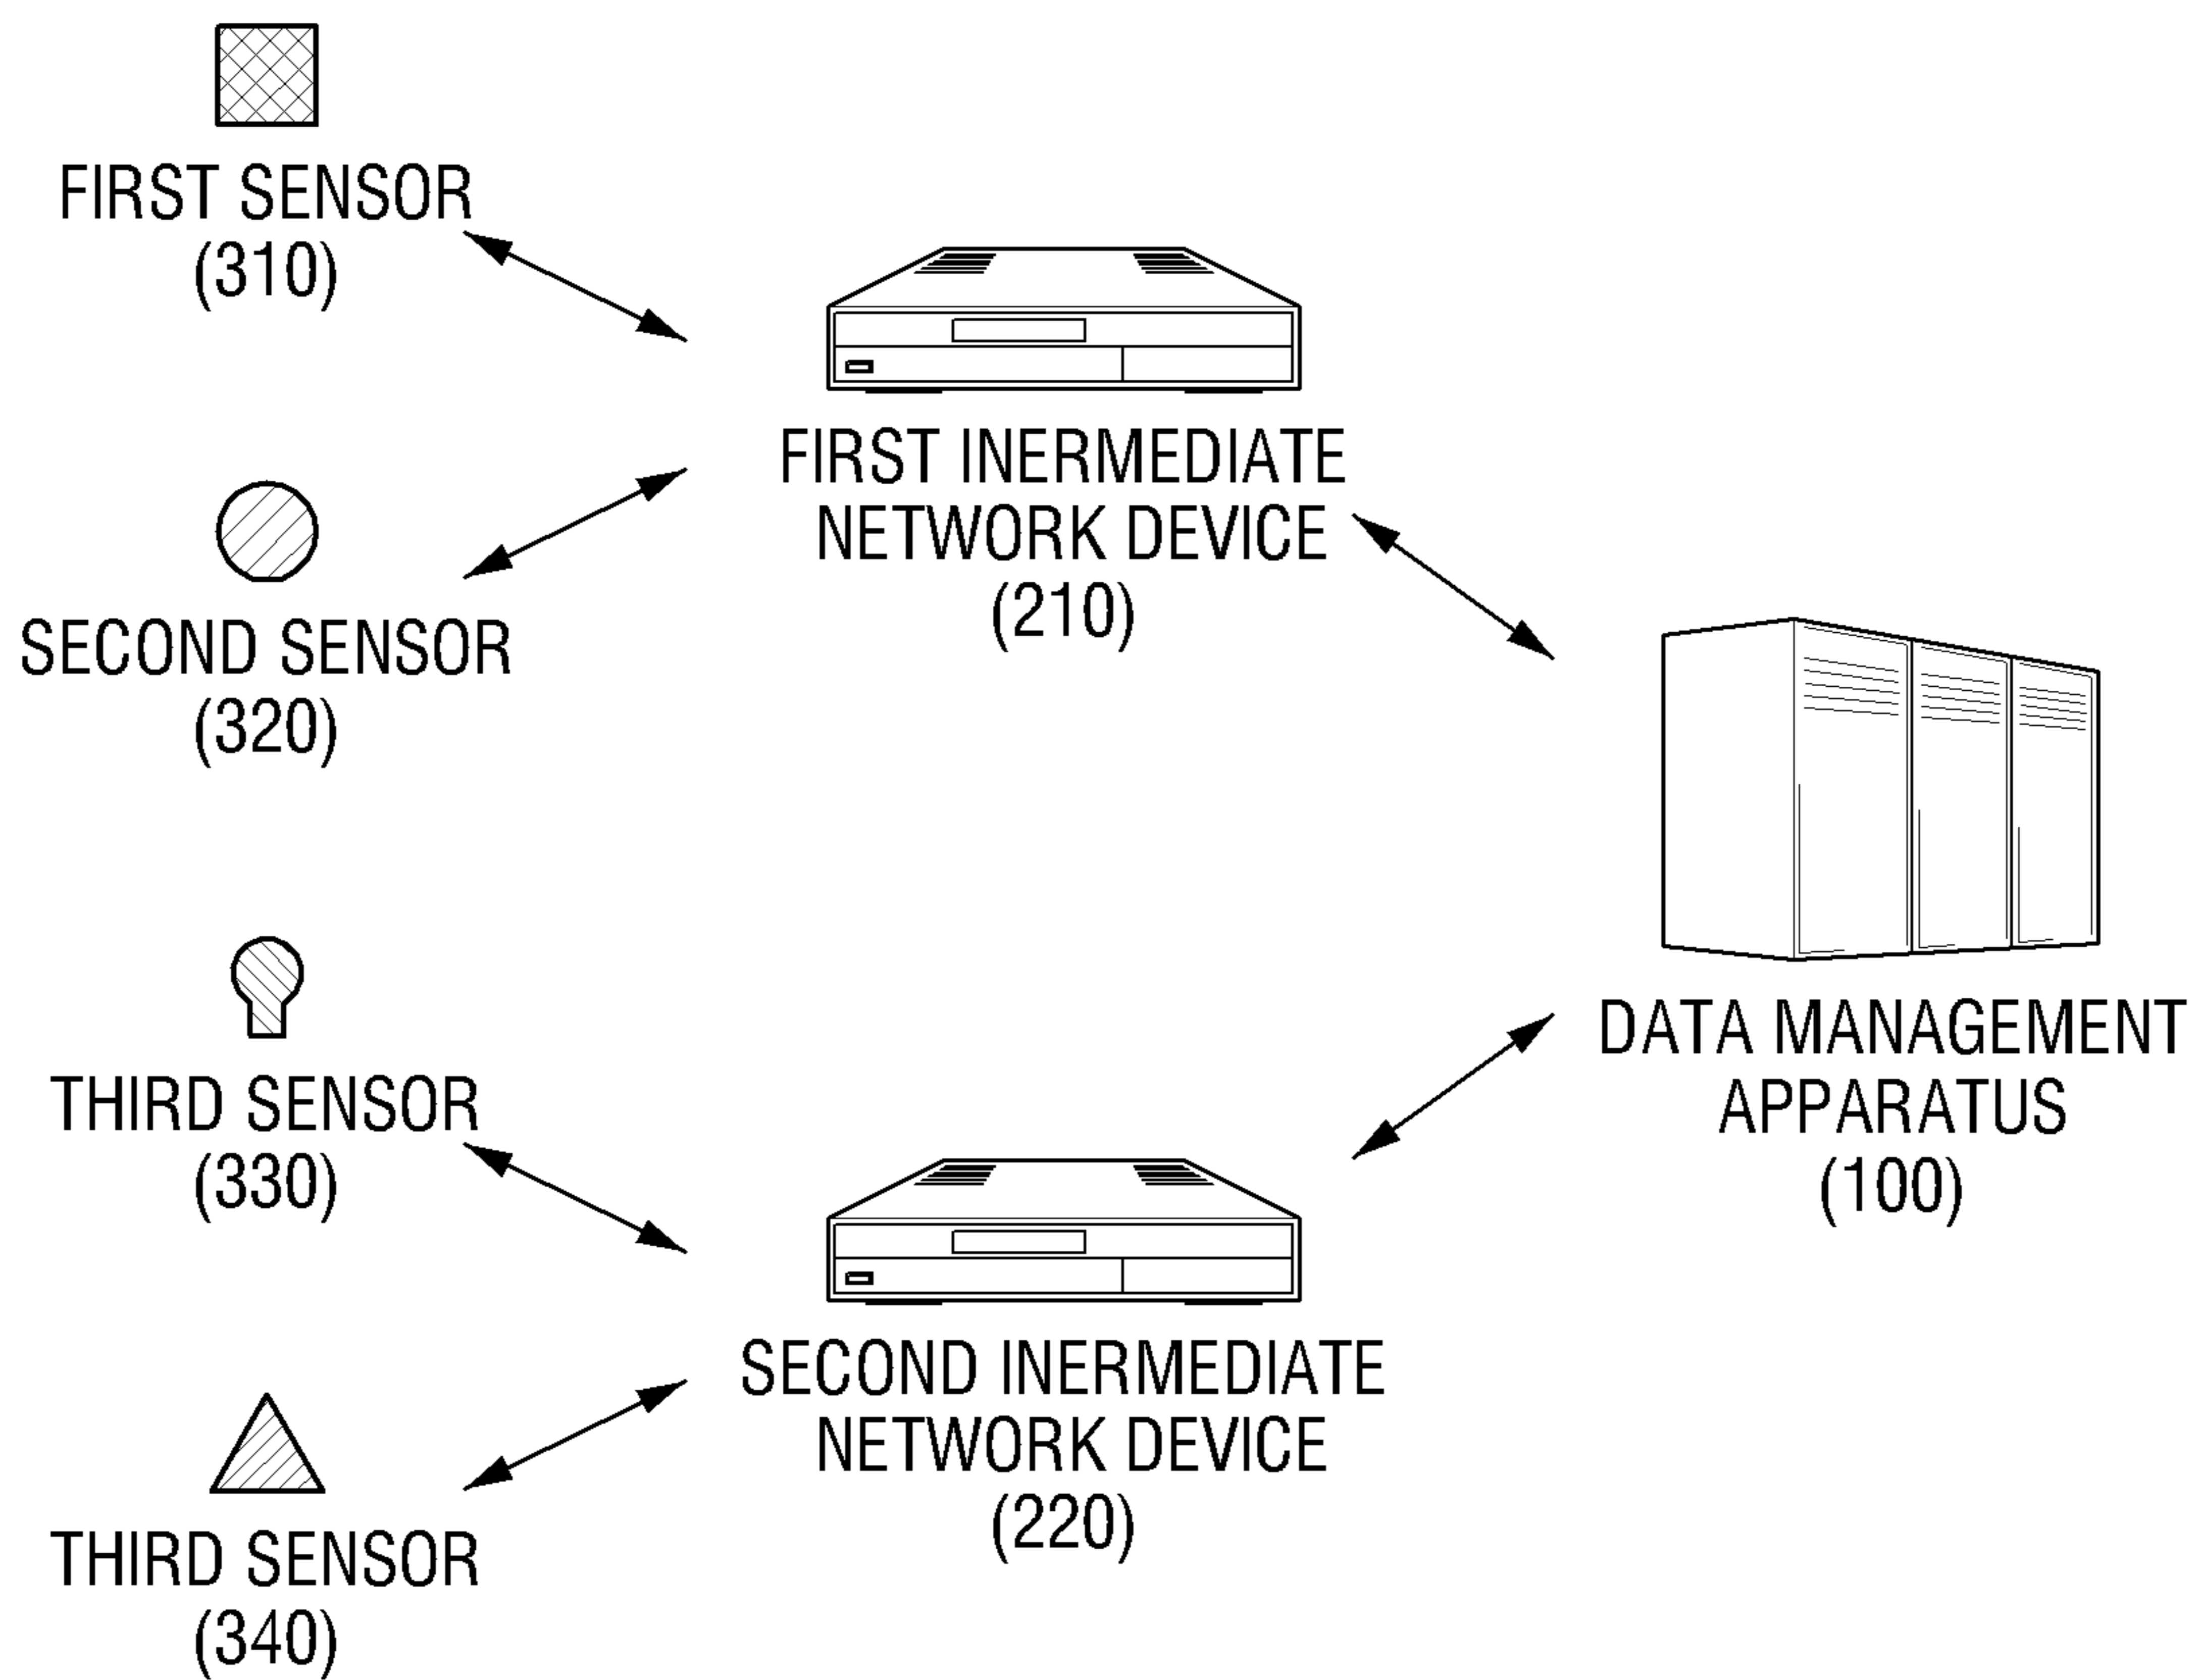 FIRST SENSOR
(310)
FIRST INERMEDIATE
NETWORK DEVICE
(210)
SECOND SENSOR
(320)
DATA MANAGEMENT
APPARATUS
(100)
THIRD SENSOR
(330)
SECOND INERMEDIATE
NETWORK DEVICE
(220)
THIRD SENSOR
(340)